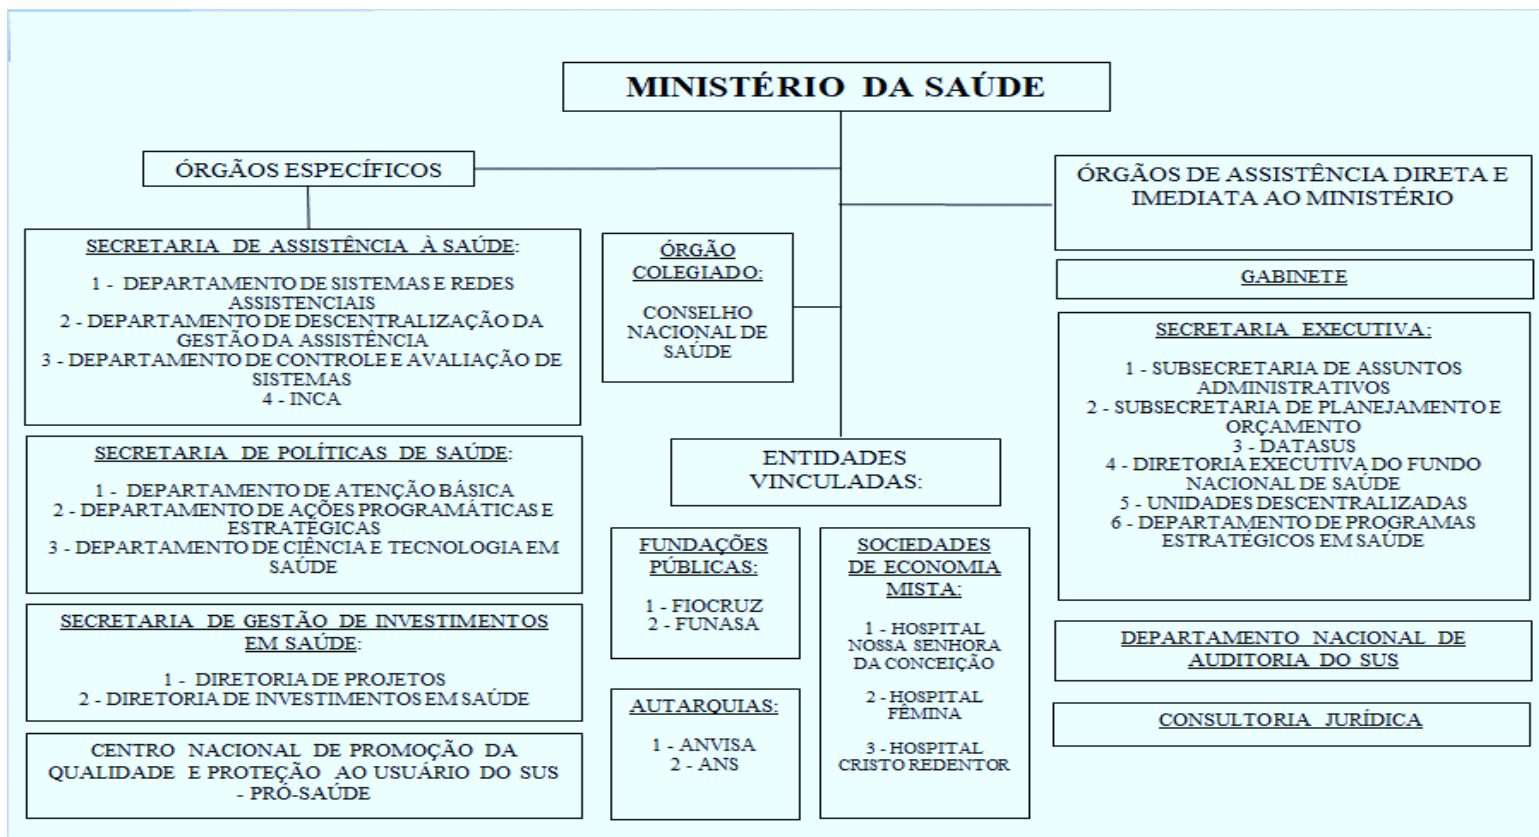 MINISTÉRIO DA SAÚDE
ÓRGÃOS ESPECÍFICOS
SECRETARIA DE ASSISTÊNCIA À SAÚDE:
1 - DEPARTAMENTO DE SISTEMAS E REDES
ASSISTENCIAIS
2 - DEPARTAMENTO DE DESCENTRALIZAÇÃO DA
GESTÃO DA ASSISTÊNCIA
3 - DEPARTAMENTO DE CONTROLE E AVALIAÇÃO DE
SISTEMAS
4 - INCA
SECRETARIA DE POLÍTICAS DE SAÚDE:
1 - DEPARTAMENTO DE ATENÇÃO BÁSICA
2 - DEPARTAMENTO DE AÇÕES PROGRAMÁTICAS E
ESTRATÉGICAS
3 - DEPARTAMENTO DE CIÊNCIA E TECNOLOGIA EM
SAÚDE
SECRETARIA DE GESTÃO DE INVESTIMENTOS
EM SAÚDE:
1 - DIRETORIA DE PROJETOS
2 - DIRETORIA DE INVESTIMENTOS EM SAÚDE
CENTRO NACIONAL DE PROMOÇÃO DA
QUALIDADE E PROTEÇÃO AO USUÁRIO DO SUS
- PRÓ-SAÚDE
ÓRGÃO
COLEGIADO:
CONSELHO
NACIONAL DE
SAÚDE
ENTIDADES
VINCULADAS:
FUNDAÇÕES
PÚBLICAS:
1 - FIOCRUZ
2 - FUNASA
AUTARQUIAS:
1 - ANVISA
2 - ANS
SOCIEDADES
DE ECONOMIA
MISTA:
1 - HOSPITAL
NOSSA SENHORA
DA CONCEIÇÃO
2 - HOSPITAL
FÊMINA
3 - HOSPITAL
CRISTO REDENTOR
ÓRGÃOS DE ASSISTÊNCIA DIRETA E
IMEDIATA AO MINISTÉRIO
GABINETE
SECRETARIA EXECUTIVA:
1 - SUBSECRETARIA DE ASSUNTOS
ADMINISTRATIVOS
2 - SUBSECRETARIA DE PLANEJAMENTO E
ORÇAMENTO
3 - DATASUS
4 - DIRETORIA EXECUTIVA DO FUNDO
NACIONAL DE SAÚDE
5 - UNIDADES DESCENTRALIZADAS
6 - DEPARTAMENTO DE PROGRAMAS
ESTRATÉGICOS EM SAÚDE
DEPARTAMENTO NACIONAL DE
AUDITORIA DO SUS
CONSULTORIA JURÍDICA